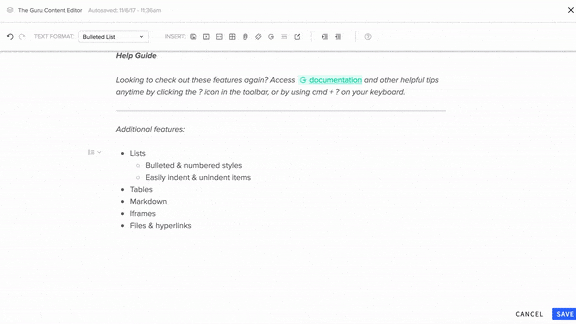 The Guru Content Editor Autosaved: 11/6/17 - 11:36am
TEXT FORMAT: Bulleted List INSERT:
Help Guide
Looking to check out these features again? Access documentation and other helpful tips
anytime by clicking the ? icon in the toolbar, or by using cmd + ? on your keyboard.
Additional features:
Lists
Bulleted & numbered styles
Easily indent & unindent items
Tables
Markdown
Iframes
Files & hyperlinks
CANCEL SAVE